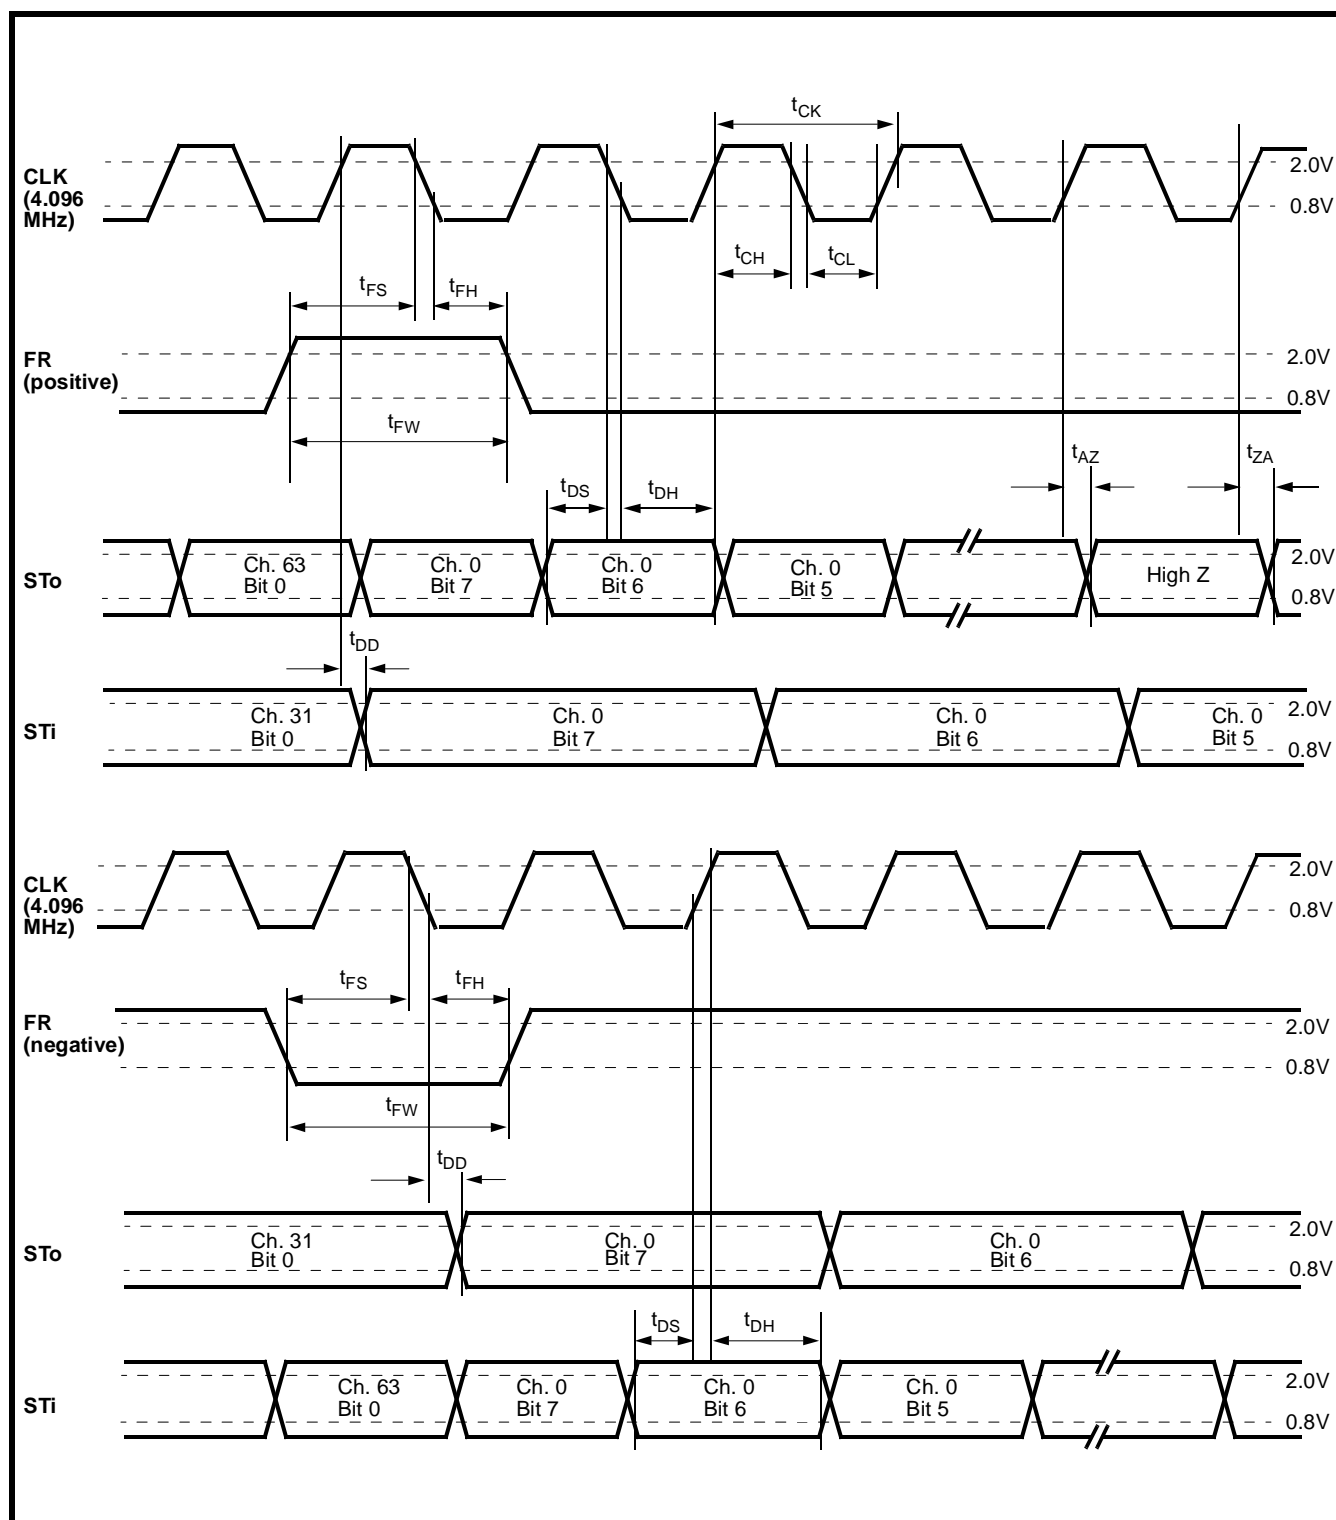 tCK
CLK
(4.096
MHz)
2.0V
0.8V
tCH
tCL
tFS
tFH
FR
(positive)
2.0V
0.8V
tFW
tAZ
tZA
tDS
tDH
STo
Ch. 63
Bit 0
Ch. 0
Bit 7
Ch. 0
Bit 6
Ch. 0
Bit 5
High Z
2.0V
0.8V
tDD
STi
Ch. 31
Bit 0
Ch. 0
Bit 7
Ch. 0
Bit 6
Ch. 0
Bit 5
2.0V
0.8V
CLK
(4.096
MHz)
2.0V
0.8V
tFS
tFH
FR
(negative)
2.0V
0.8V
tFW
tDD
STo
Ch. 31
Bit 0
Ch. 0
Bit 7
Ch. 0
Bit 6
2.0V
0.8V
tDS
tDH
STi
Ch. 63
Bit 0
Ch. 0
Bit 7
Ch. 0
Bit 6
Ch. 0
Bit 5
2.0V
0.8V